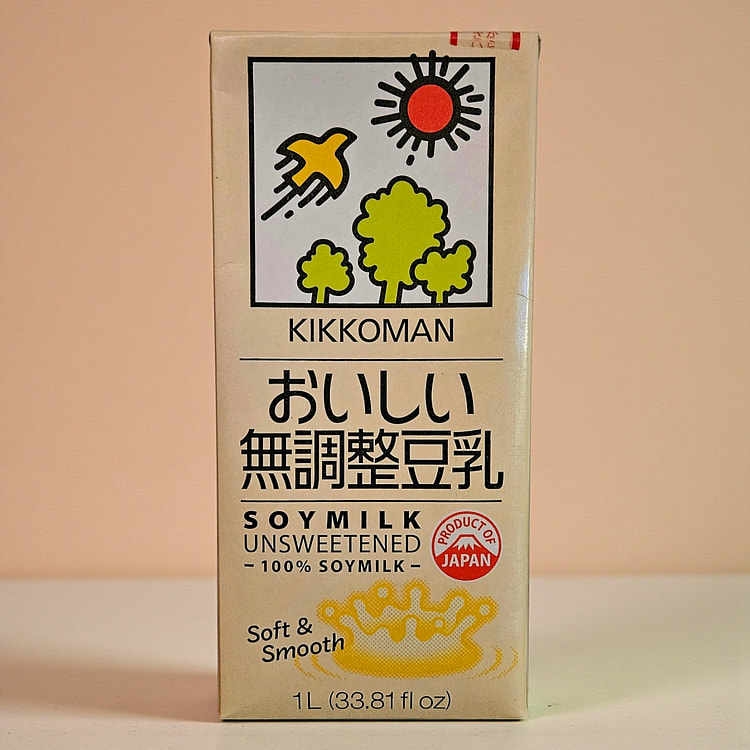 KIKKOMAN
おいしい
無調整豆乳
SOYMILK
UNSWEETENED
– 100% SOYMILK –
PRODUCT OF
JAPAN
Soft &
Smooth
1L (33.81 fl oz)